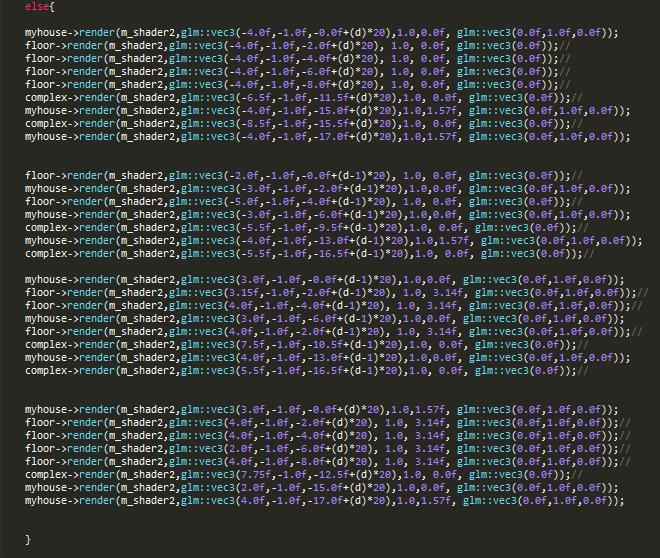 else{
myhouse->render(m_shader2,glm::vec3(-4.0f,-1.0f,-0.0f+(d)*20),1.0,0.0f, glm::vec3(0.0f,1.0f,0.0f));
floor->render(m_shader2,glm::vec3(-4.0f,-1.0f,-2.0f+(d)*20), 1.0, 0.0f, glm::vec3(0.0f));//
floor->render(m_shader2,glm::vec3(-4.0f,-1.0f,-4.0f+(d)*20), 1.0, 0.0f, glm::vec3(0.0f));//
floor->render(m_shader2,glm::vec3(-4.0f,-1.0f,-6.0f+(d)*20), 1.0, 0.0f, glm::vec3(0.0f));//
floor->render(m_shader2,glm::vec3(-4.0f,-1.0f,-8.0f+(d)*20), 1.0, 0.0f, glm::vec3(0.0f));//
complex->render(m_shader2,glm::vec3(-6.5f,-1.0f,-11.5f+(d)*20),1.0, 0.0f, glm::vec3(0.0f));//
myhouse->render(m_shader2,glm::vec3(-4.0f,-1.0f,-15.0f+(d)*20),1.0,1.57f, glm::vec3(0.0f,1.0f,0.0f));
complex->render(m_shader2,glm::vec3(-8.5f,-1.0f,-15.5f+(d)*20),1.0, 0.0f, glm::vec3(0.0f));//
myhouse->render(m_shader2,glm::vec3(-4.0f,-1.0f,-17.0f+(d)*20),1.0,1.57f, glm::vec3(0.0f,1.0f,0.0f));
floor->render(m_shader2,glm::vec3(-2.0f,-1.0f,-0.0f+(d-1)*20), 1.0, 0.0f, glm::vec3(0.0f));//
myhouse->render(m_shader2,glm::vec3(-3.0f,-1.0f,-2.0f+(d-1)*20),1.0,0.0f, glm::vec3(0.0f,1.0f,0.0f));
floor->render(m_shader2,glm::vec3(-5.0f,-1.0f,-4.0f+(d-1)*20), 1.0, 0.0f, glm::vec3(0.0f));//
myhouse->render(m_shader2,glm::vec3(-3.0f,-1.0f,-6.0f+(d-1)*20),1.0,0.0f, glm::vec3(0.0f,1.0f,0.0f));
complex->render(m_shader2,glm::vec3(-5.5f,-1.0f,-9.5f+(d-1)*20),1.0, 0.0f, glm::vec3(0.0f));//
myhouse->render(m_shader2,glm::vec3(-4.0f,-1.0f,-13.0f+(d-1)*20),1.0,1.57f, glm::vec3(0.0f,1.0f,0.0f));
complex->render(m_shader2,glm::vec3(-5.5f,-1.0f,-16.5f+(d-1)*20),1.0, 0.0f, glm::vec3(0.0f));//
myhouse->render(m_shader2,glm::vec3(3.0f,-1.0f,-0.0f+(d-1)*20),1.0,0.0f, glm::vec3(0.0f,1.0f,0.0f));
floor->render(m_shader2,glm::vec3(3.15f,-1.0f,-2.0f+(d-1)*20), 1.0, 3.14f, glm::vec3(0.0f,1.0f,0.0f));//
floor->render(m_shader2,glm::vec3(4.0f,-1.0f,-4.0f+(d-1)*20), 1.0, 3.14f, glm::vec3(0.0f,1.0f,0.0f));//
myhouse->render(m_shader2,glm::vec3(3.0f,-1.0f,-6.0f+(d-1)*20),1.0,0.0f, glm::vec3(0.0f,1.0f,0.0f));
floor->render(m_shader2,glm::vec3(4.0f,-1.0f,-2.0f+(d-1)*20), 1.0, 3.14f, glm::vec3(0.0f,1.0f,0.0f));//
complex->render(m_shader2,glm::vec3(7.5f,-1.0f,-10.5f+(d-1)*20),1.0, 0.0f, glm::vec3(0.0f));//
myhouse->render(m_shader2,glm::vec3(4.0f,-1.0f,-13.0f+(d-1)*20),1.0,0.0f, glm::vec3(0.0f,1.0f,0.0f));
complex->render(m_shader2,glm::vec3(5.5f,-1.0f,-16.5f+(d-1)*20),1.0, 0.0f, glm::vec3(0.0f));//
myhouse->render(m_shader2,glm::vec3(3.0f,-1.0f,-0.0f+(d)*20),1.0,1.57f, glm::vec3(0.0f,1.0f,0.0f));
floor->render(m_shader2,glm::vec3(4.0f,-1.0f,-2.0f+(d)*20), 1.0, 3.14f, glm::vec3(0.0f,1.0f,0.0f));//
floor->render(m_shader2,glm::vec3(4.0f,-1.0f,-4.0f+(d)*20), 1.0, 3.14f, glm::vec3(0.0f,1.0f,0.0f));//
floor->render(m_shader2,glm::vec3(2.0f,-1.0f,-6.0f+(d)*20), 1.0, 3.14f, glm::vec3(0.0f,1.0f,0.0f));//
floor->render(m_shader2,glm::vec3(4.0f,-1.0f,-8.0f+(d)*20), 1.0, 3.14f, glm::vec3(0.0f,1.0f,0.0f));//
complex->render(m_shader2,glm::vec3(7.75f,-1.0f,-12.5f+(d)*20),1.0, 0.0f, glm::vec3(0.0f));//
myhouse->render(m_shader2,glm::vec3(2.0f,-1.0f,-15.0f+(d)*20),1.0,0.0f, glm::vec3(0.0f,1.0f,0.0f));
myhouse->render(m_shader2,glm::vec3(4.0f,-1.0f,-17.0f+(d)*20),1.0,1.57f, glm::vec3(0.0f,1.0f,0.0f));
}